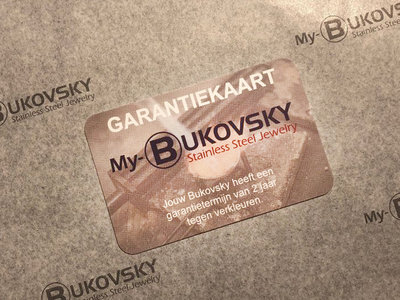 My-BUKOVSKY
BUKOVSKY
Stainless Steel Jewelry
GARANTIEKAART
My-BUKOVSKY
Stainless Steel Jewelry
Jouw Bukovsky heeft een
garantietermijn van 2 jaar
tegen verkleuren.
My-B
BUKOVSKY
Stainless Steel Jewelry